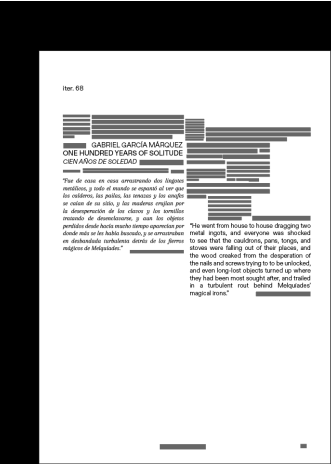 iter. 68
GABRIEL GARCÍA MÁRQUEZ
ONE HUNDRED YEARS OF SOLITUDE
CIEN AÑOS DE SOLEDAD
"Fue de casa en casa arrastrando dos lingotes
metálicos, y todo el mundo se espantó al ver que
los calderos, las pailas, las tenazas y los anafes
se caían de su sitio, y las maderas crujían por
la desesperación de los clavos y los tornillos
tratando de desenclavarse, y aun los objetos
perdidos desde hacía mucho tiempo aparecían por
donde más se les había buscado, y se arrastraban
en desbandada turbulenta detrás de los fierros
mágicos de Melquíades."
"He went from house to house dragging two
metal ingots, and everyone was shocked
to see that the cauldrons, pans, tongs, and
stoves were falling out of their places, and
the wood creaked from the desperation of
the nails and screws trying to to be unlocked,
and even long-lost objects turned up where
they had been most sought after, and trailed
in a turbulent rout behind Melquíades'
magical irons."